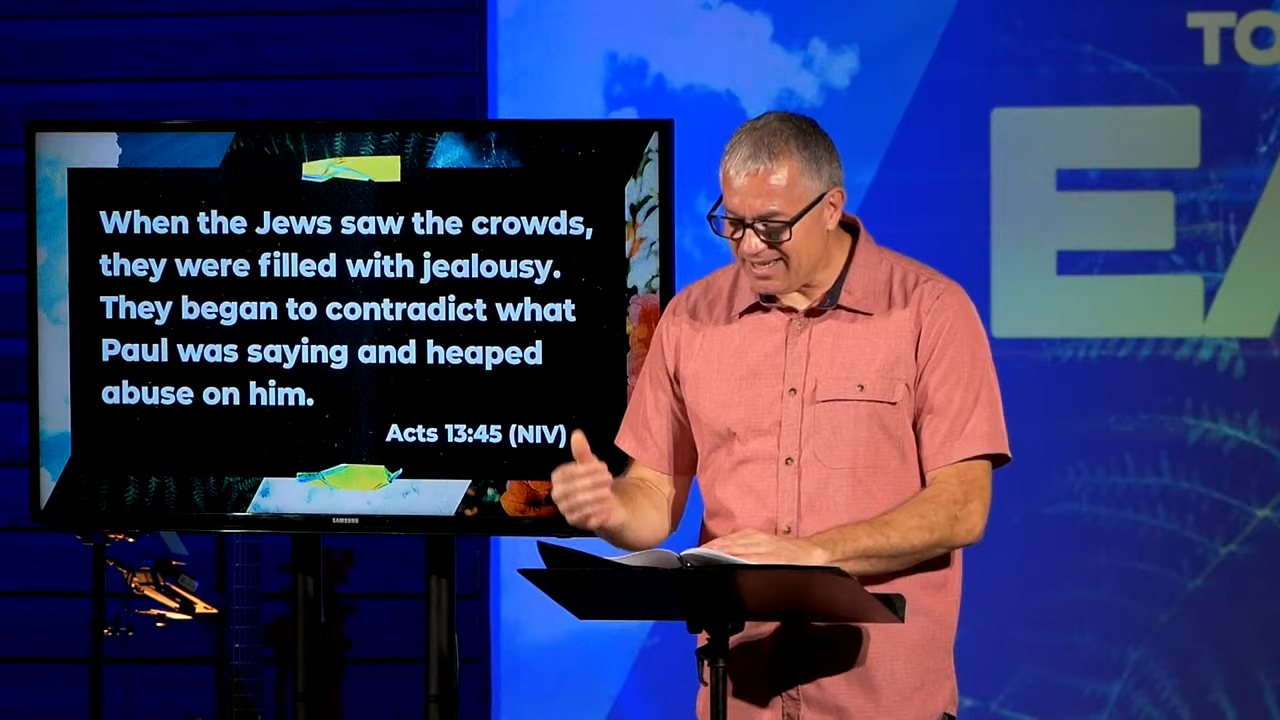 When the Jews saw the crowds,
they were filled with jealousy.
They began to contradict what
Paul was saying and heaped
abuse on him.
Acts 13:45 (NIV)
SAMSUNG
TO
EA